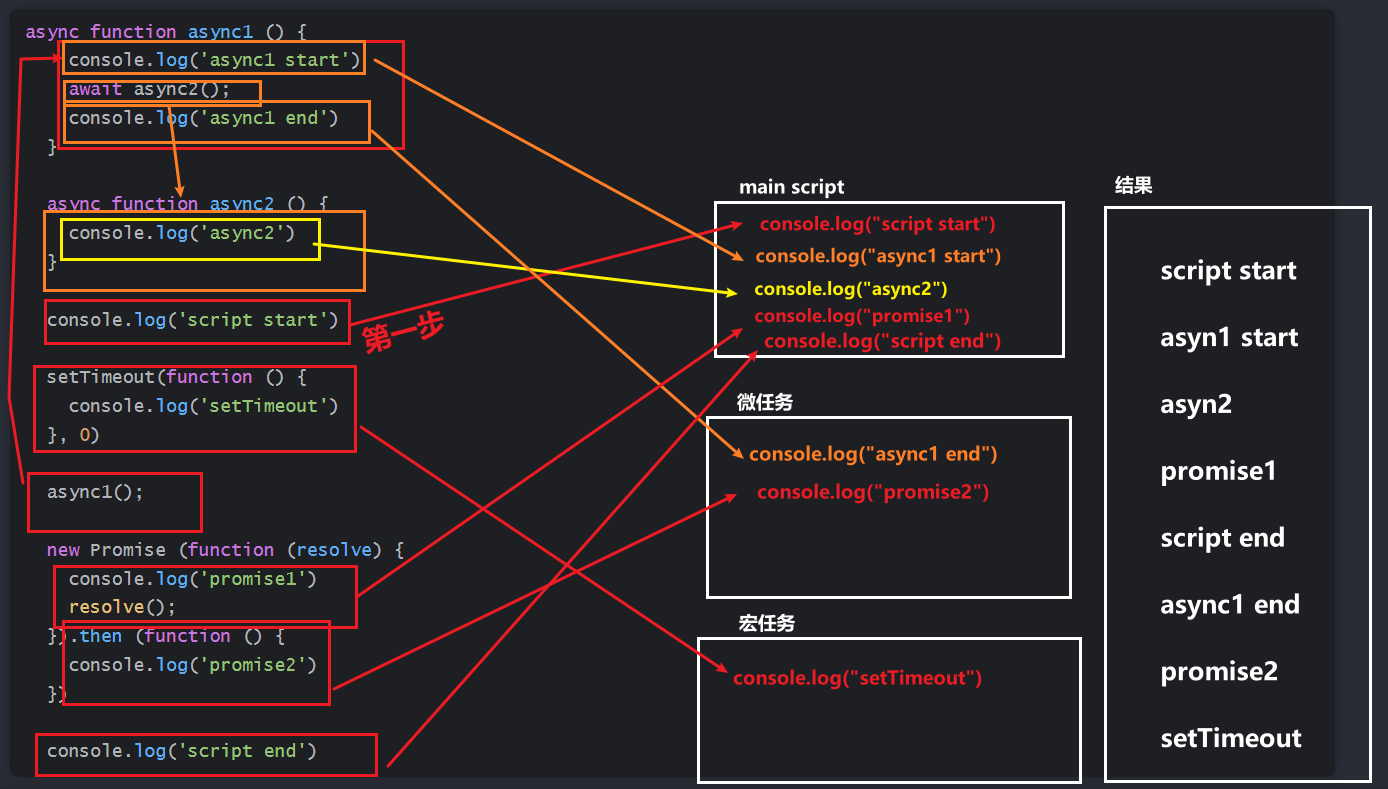 async function async1 () {
console.log('async1 start')
await async2();
console.log('async1 end')
}
async function async2 () {
console.log('async2')
}
console.log('script start')
第一步
setTimeout(function () {
console.log('setTimeout')
}, 0)
async1();
new Promise (function (resolve) {
console.log('promise1')
resolve();
}).then (function () {
console.log('promise2')
})
console.log('script end')
main script
console.log("script start")
console.log("async1 start")
console.log("async2")
console.log("promise1")
console.log("script end")
微任务
console.log("async1 end")
console.log("promise2")
宏任务
console.log("setTimeout")
结果
script start
asyn1 start
asyn2
promise1
script end
async1 end
promise2
setTimeout